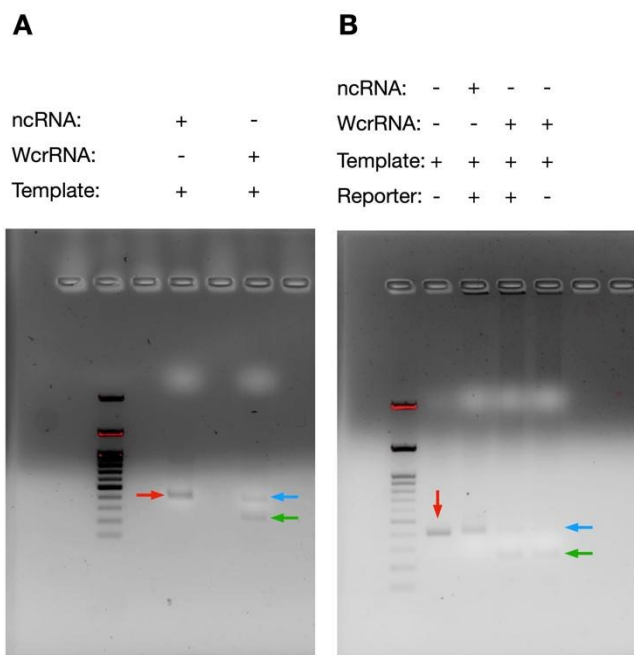 A
ncRNA: + -
WcrRNA: - +
Template: + +
B
ncRNA: - + - -
WcrRNA: - - + +
Template: + + + +
Reporter: - + + -